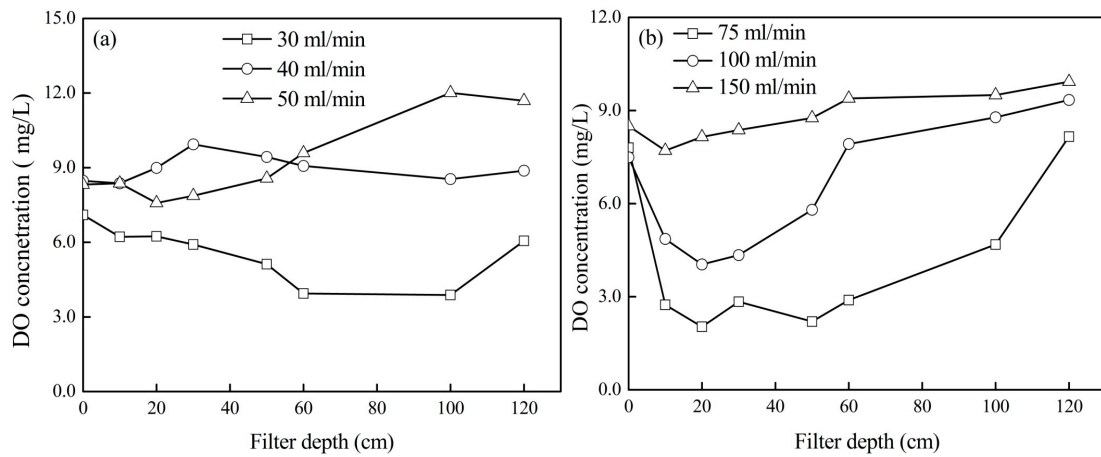 15.0
(a)
30 ml/min
40 ml/min
50 ml/min
12.0
9.0
6.0
3.0
0.0
DO concnetration ( mg/L)
0 20 40 60 80 100 120
Filter depth (cm)
12.0
(b)
75 ml/min
100 ml/min
150 ml/min
9.0
6.0
3.0
0.0
DO concentration (mg/L)
0 20 40 60 80 100 120
Filter depth (cm)